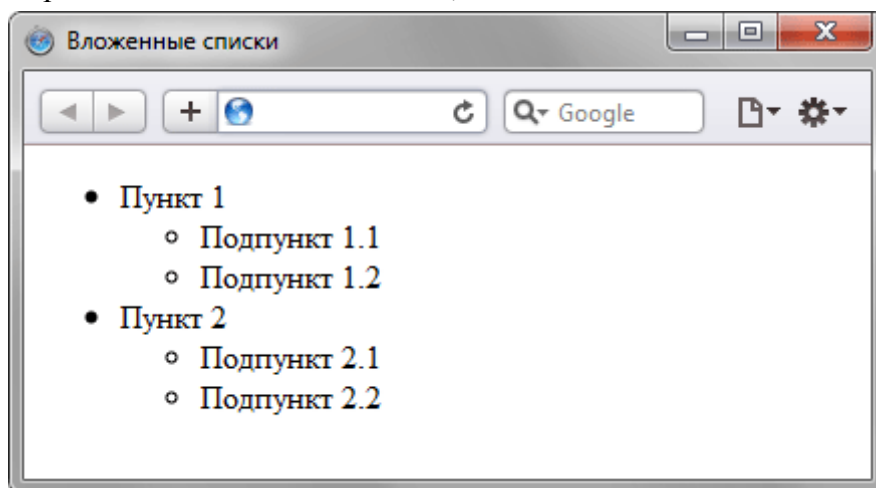 Вложенные списки
Google
Пункт 1
Подпункт 1.1
Подпункт 1.2
Пункт 2
Подпункт 2.1
Подпункт 2.2